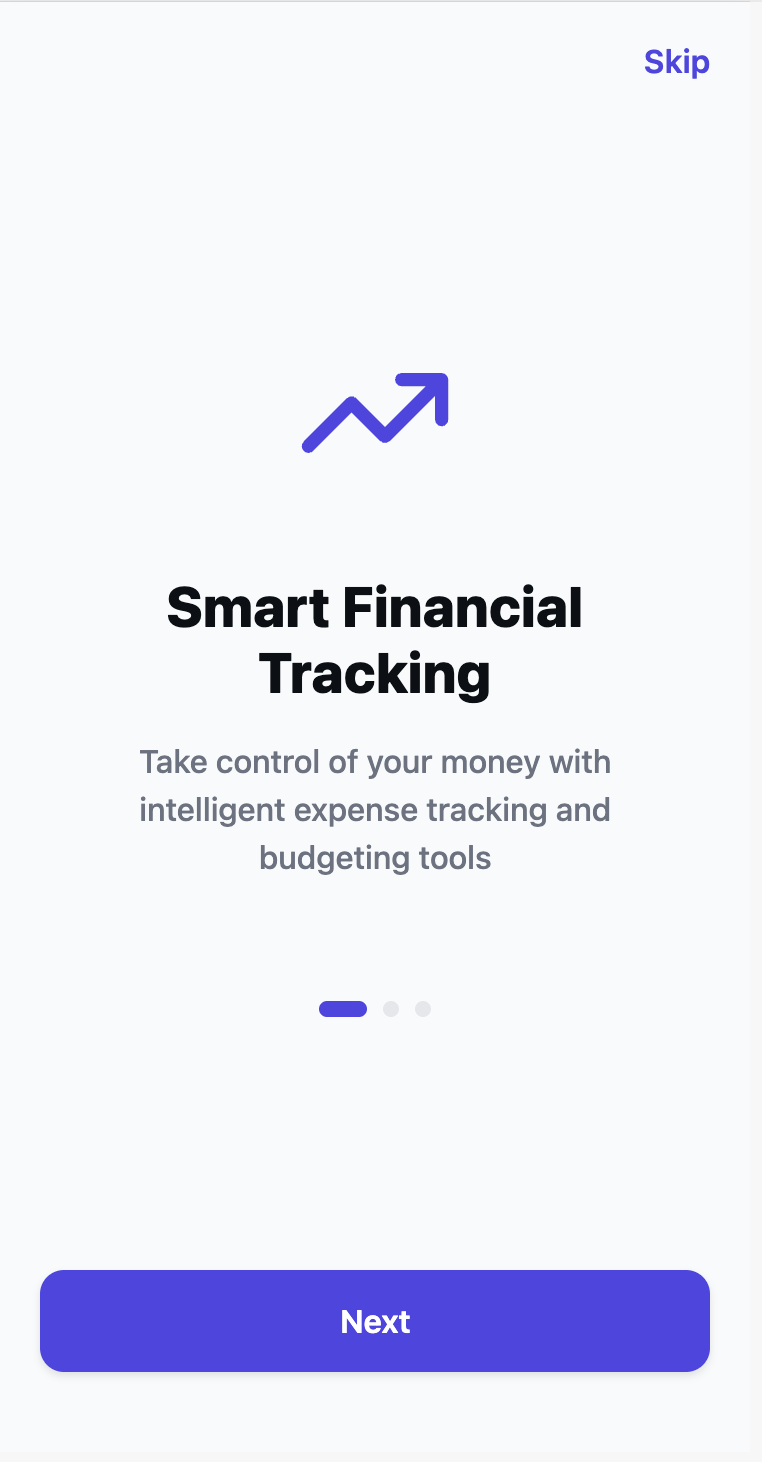 Skip
Smart Financial
Tracking
Take control of your money with
intelligent expense tracking and
budgeting tools
Next